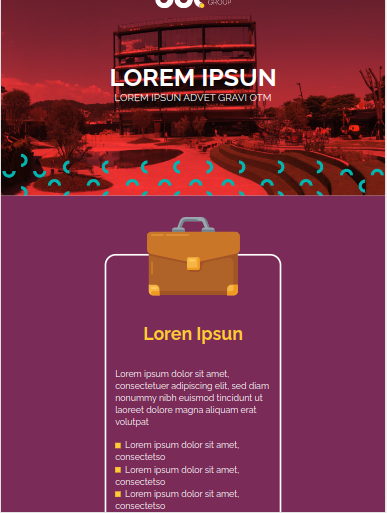 GROUP
LOREM IPSUN
LOREM IPSUN ADVET GRAVI OTM
Loren Ipsun
Lorem ipsum dolor sit amet,
consectetuer adipiscing elit, sed diam
nonummy nibh euismod tincidunt ut
laoreet dolore magna aliquam erat
volutpat
Lorem ipsum dolor sit amet,
consectetso
Lorem ipsum dolor sit amet,
consectetso
Lorem ipsum dolor sit amet,
consectetso